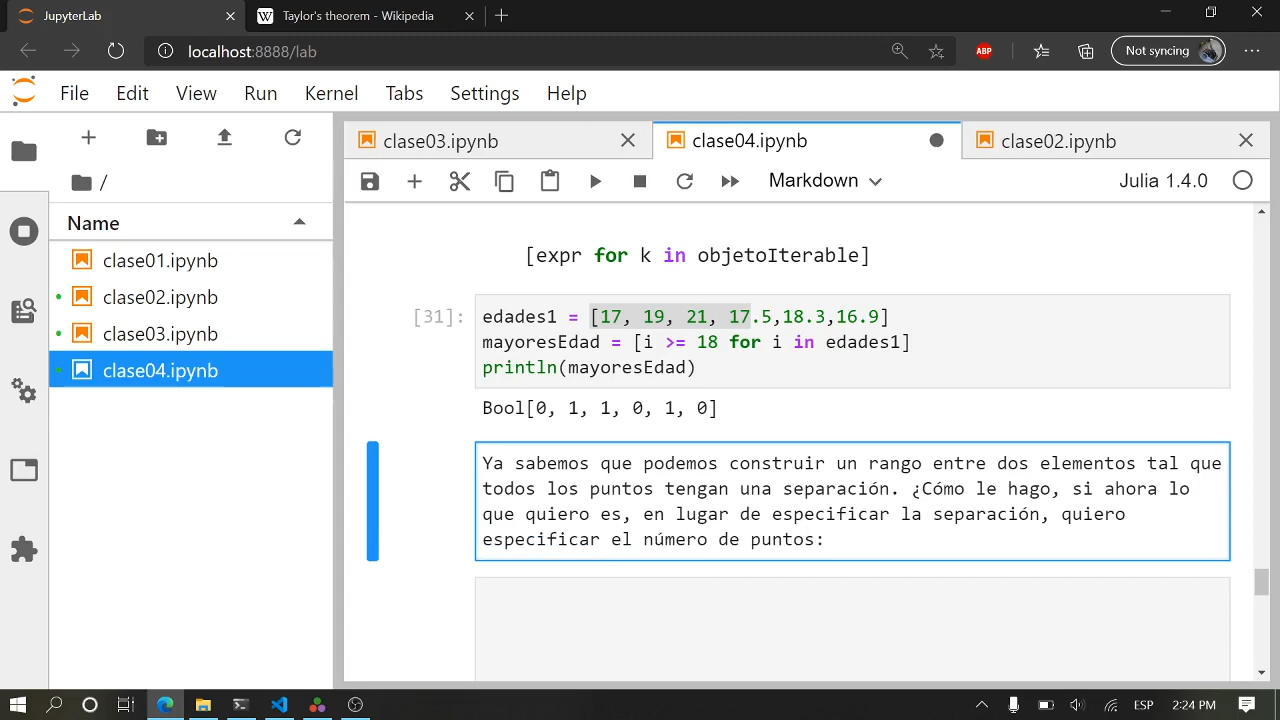 JupyterLab
Taylor's theorem - Wikipedia
localhost:8888/lab
ABP
Not syncing
File Edit View Run Kernel Tabs Settings Help
clase03.ipynb
clase04.ipynb
clase02.ipynb
/
Markdown
Julia 1.4.0
Name
clase01.ipynb
clase02.ipynb
clase03.ipynb
clase04.ipynb
[expr for k in objetoIterable]
[31]:
edades1 = [17, 19, 21, 17.5,18.3,16.9]
mayoresEdad = [i >= 18 for i in edades1]
println(mayoresEdad)
Bool[0, 1, 1, 0, 1, 0]
Ya sabemos que podemos construir un rango entre dos elementos tal que
todos los puntos tengan una separación. ¿Cómo le hago, si ahora lo
que quiero es, en lugar de especificar la separación, quiero
especificar el número de puntos:
ESP
2:24 PM